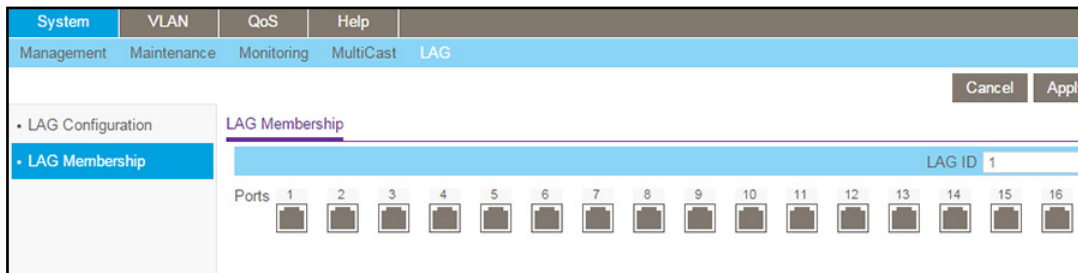 System VLAN QoS Help
Management Maintenance Monitoring MultiCast LAG
Cancel Appl
LAG Configuration
LAG Membership
LAG Membership
LAG ID 1
Ports 1 2 3 4 5 6 7 8 9 10 11 12 13 14 15 16